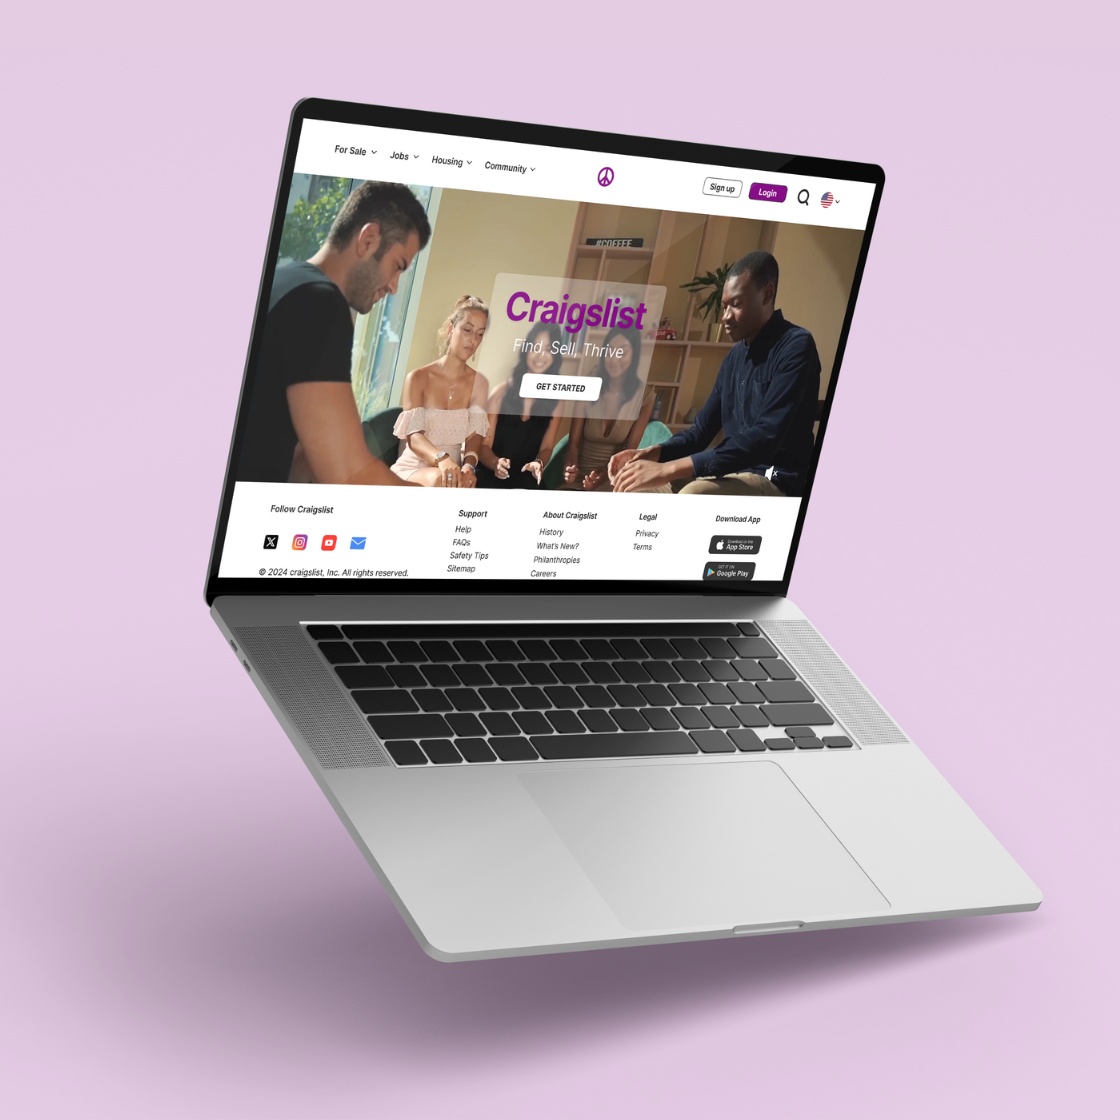 For Sale
Jobs
Housing
Community
Sign up
Login
#COFFEE
Craigslist
Find, Sell, Thrive
GET STARTED
Follow Craigslist
© 2024 craigslist, Inc. All rights reserved.
Support
Help
FAQs
Safety Tips
Sitemap
About Craigslist
History
What's New?
Philanthropies
Careers
Legal
Privacy
Terms
Download App
Download on the
App Store
GET IT ON
Google Play